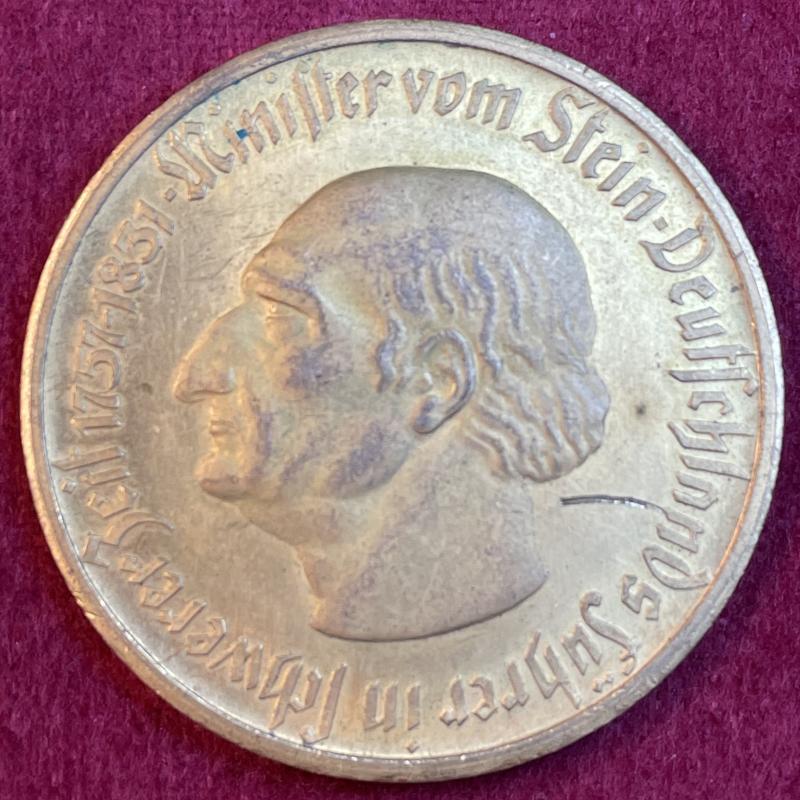 Minister vom Stein · Deutschlands Führer in schwerer Zeit 1757-1831 ·